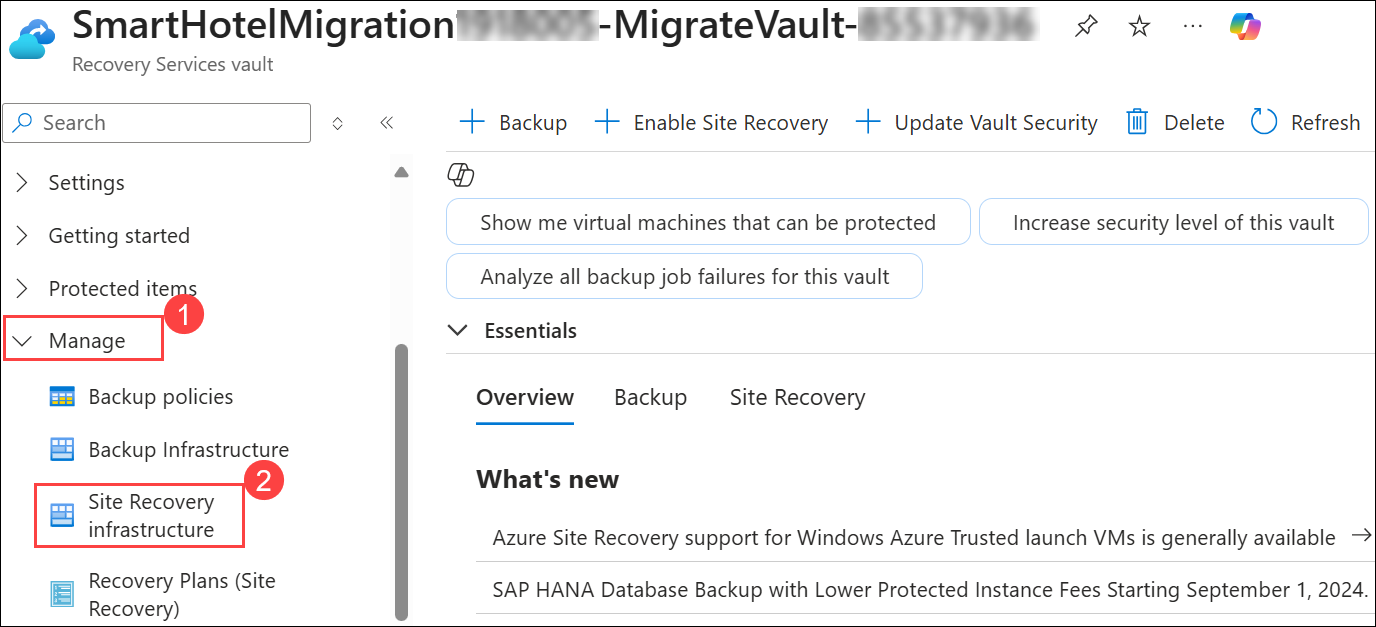 SmartHotelMigration -MigrateVault-
Recovery Services vault
Search
Backup
Enable Site Recovery
Update Vault Security
Delete
Refresh
Settings
Getting started
Protected items
1
Manage
Backup policies
Backup Infrastructure
2
Site Recovery
infrastructure
Recovery Plans (Site
Recovery)
Show me virtual machines that can be protected
Increase security level of this vault
Analyze all backup job failures for this vault
Essentials
Overview
Backup
Site Recovery
What's new
Azure Site Recovery support for Windows Azure Trusted launch VMs is generally available
SAP HANA Database Backup with Lower Protected Instance Fees Starting September 1, 2024.